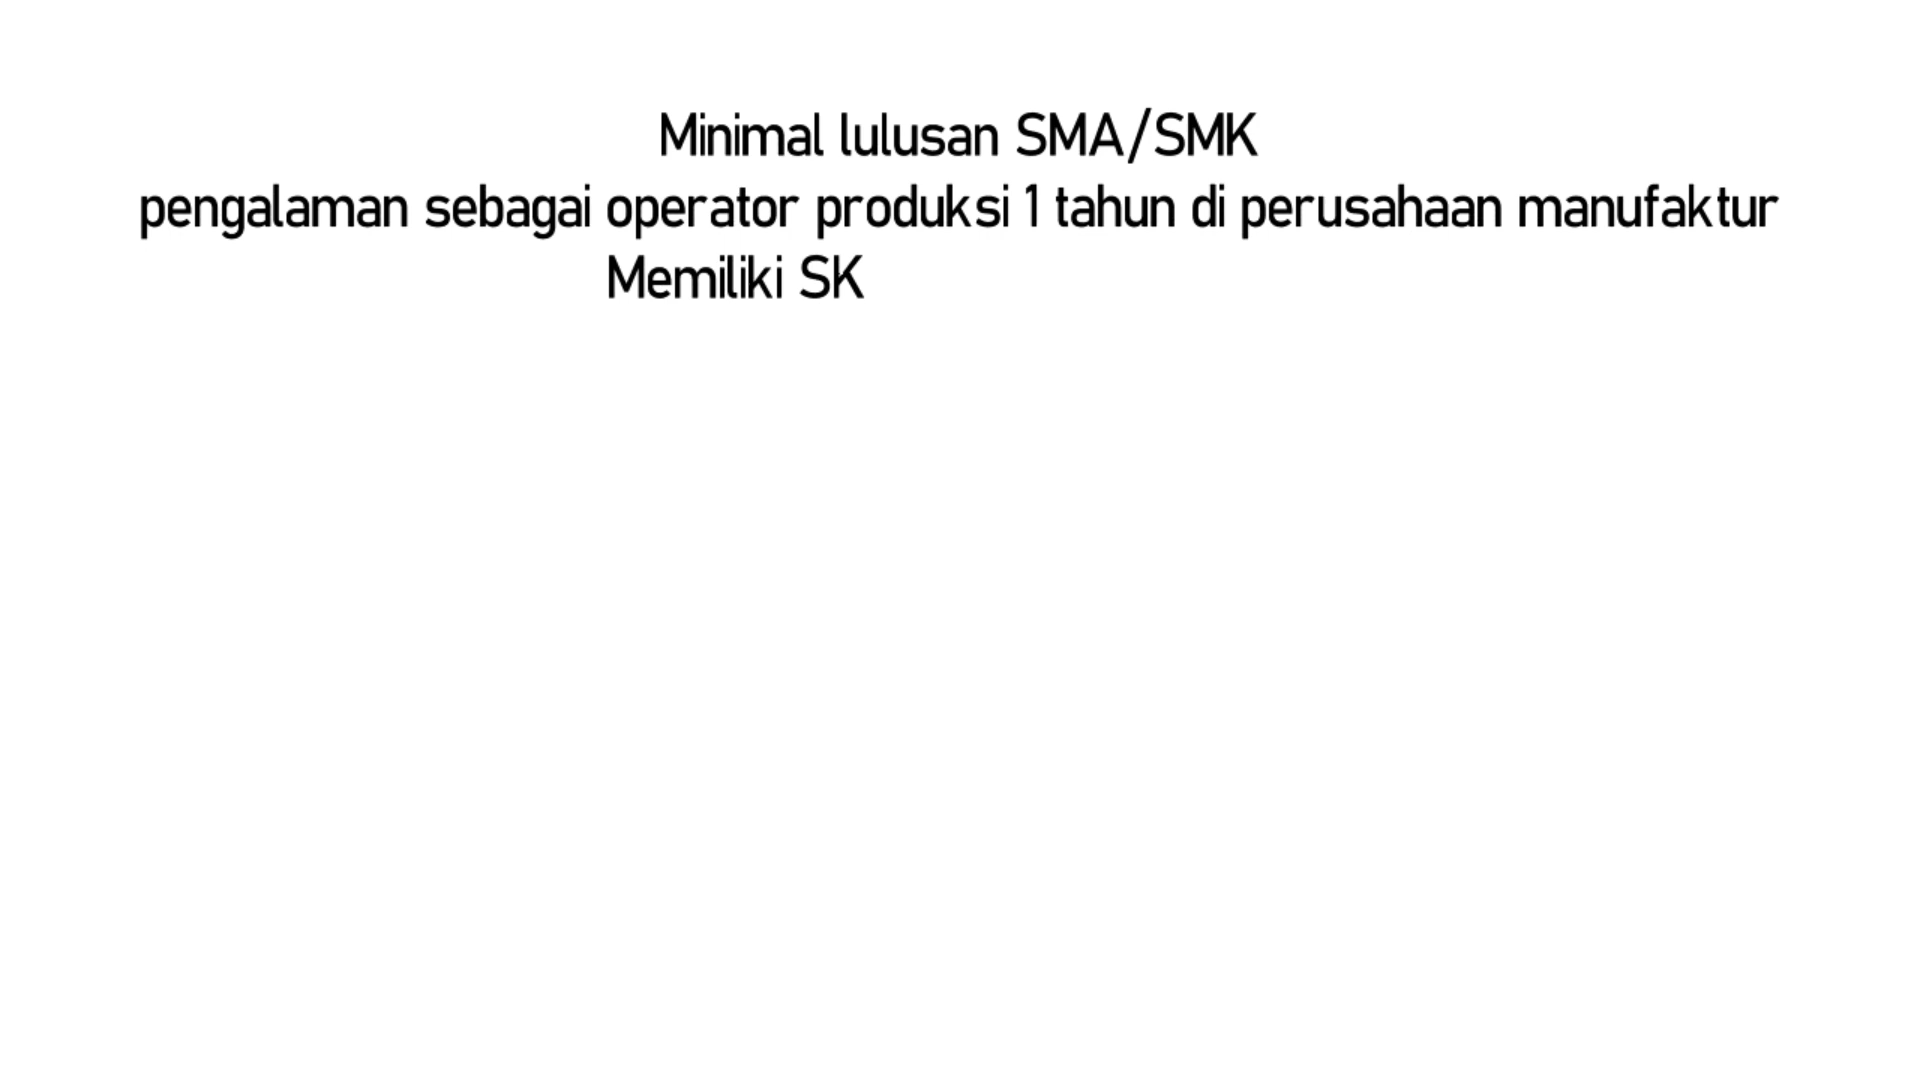 Minimal lulusan SMA/SMK
pengalaman sebagai operator produksi 1 tahun di perusahaan manufaktur
Memiliki SK